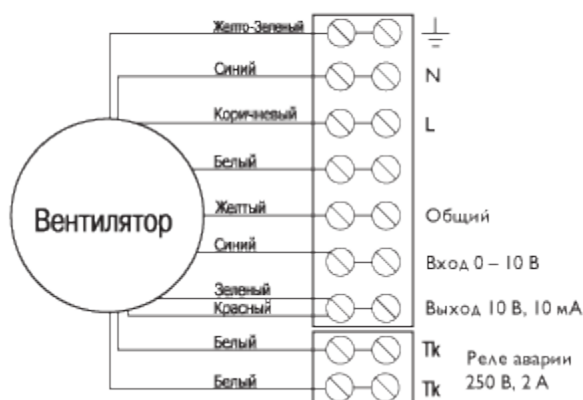 Желто-Зеленый
Синий N
Коричневый L
Белый
Вентилятор
Желтый Общий
Синий Вход 0 – 10 В
Зеленый
Красный Выход 10 В, 10 мА
Белый Tk
Реле аварии
250 В, 2 А
Белый Tk